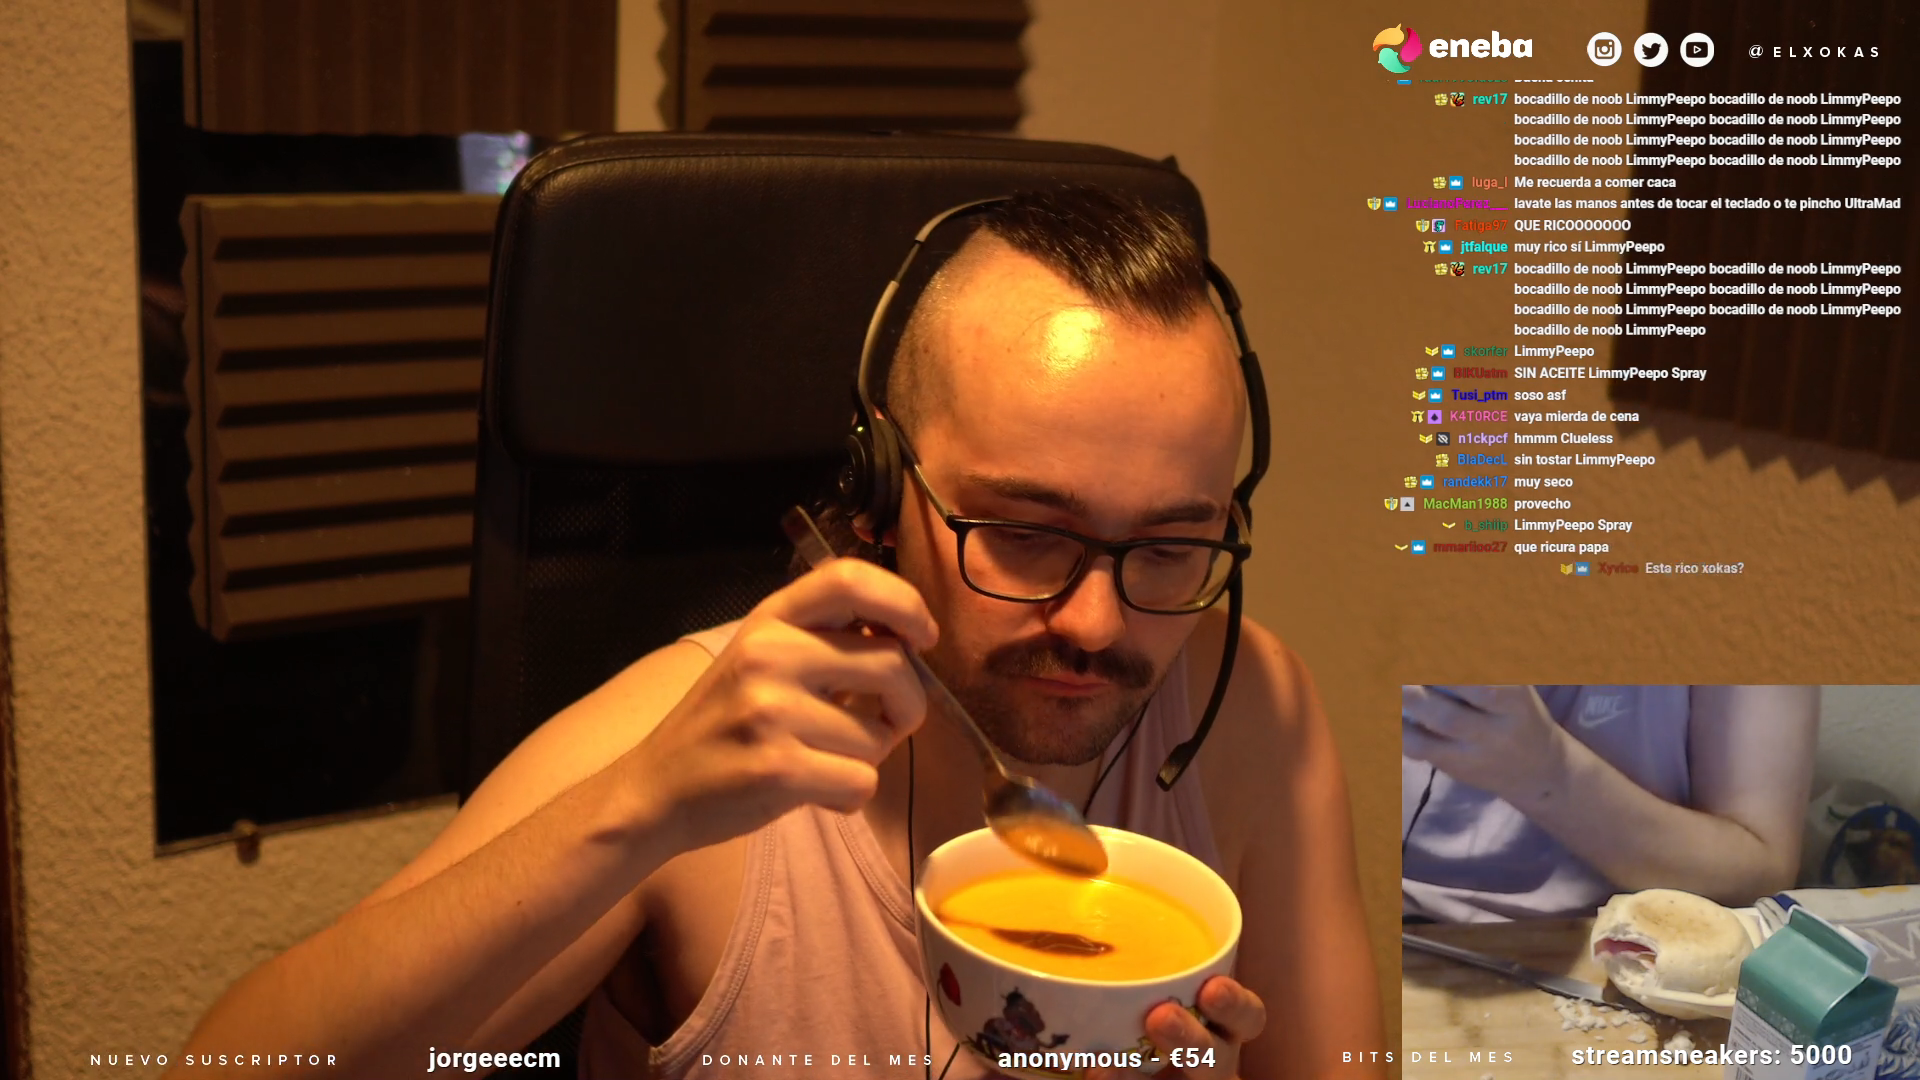 eneba
@ELXOKAS
rev17 bocadillo de noob LimmyPeepo bocadillo de noob LimmyPeepo
bocadillo de noob LimmyPeepo bocadillo de noob LimmyPeepo
bocadillo de noob LimmyPeepo bocadillo de noob LimmyPeepo
bocadillo de noob LimmyPeepo bocadillo de noob LimmyPeepo
luga_l Me recuerda a comer caca
lavate las manos antes de tocar el teclado o te pincho UltraMad
Fatiga97 QUE RICOOOOOOO
jtfalque muy rico sí LimmyPeepo
rev17 bocadillo de noob LimmyPeepo bocadillo de noob LimmyPeepo
bocadillo de noob LimmyPeepo bocadillo de noob LimmyPeepo
bocadillo de noob LimmyPeepo bocadillo de noob LimmyPeepo
bocadillo de noob LimmyPeepo
skorfer LimmyPeepo
SIN ACEITE LimmyPeepo Spray
Tusi_ptm soso asf
K4T0RCE vaya mierda de cena
n1ckpcf hmmm Clueless
BlaDecL sin tostar LimmyPeepo
randekk17 muy seco
MacMan1988 provecho
LimmyPeepo Spray
que ricura papa
Esta rico xokas?
NIKE
NUEVO SUSCRIPTOR jorgeeecm DONANTE DEL MES anonymous - €54 BITS DEL MES streamsneakers: 5000